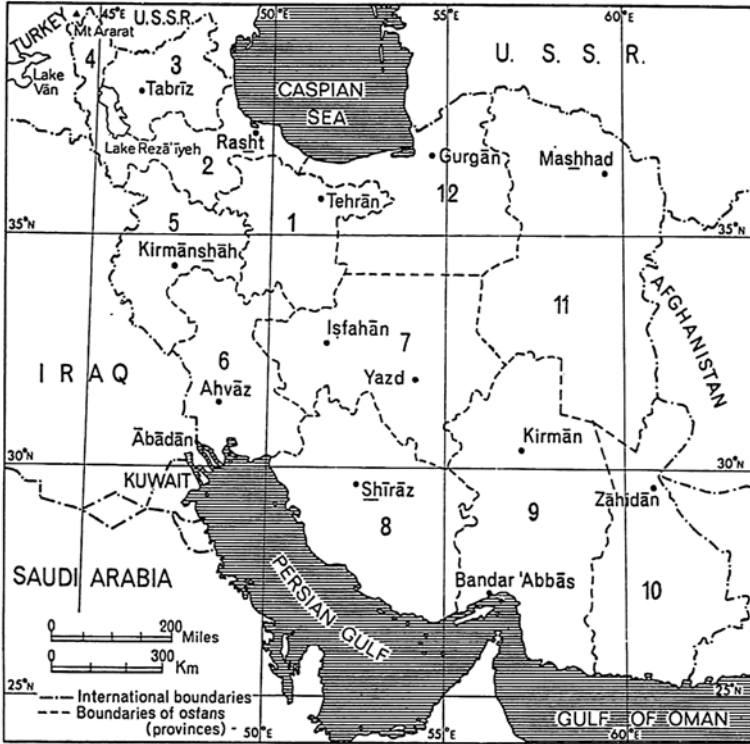 45°E
50°E
55°E
60°E
TURKEY
Mt Ararat
U.S.S.R.
U. S. S. R.
4
3
Lake
Vān
Tabrīz
CASPIAN
SEA
Lake Rezā'īyeh
Rasht
2
Gurgān
Mashhad
12
Tehrān
5
1
35°N
35°N
Kirmānshāh
11
AFGHANISTAN
Iṣfahān
7
6
IRAQ
Yazd
Ahvāz
Kirmān
Ābādān
30°N
30°N
KUWAIT
Shīrāz
Zāhidān
8
9
PERSIAN GULF
SAUDI ARABIA
Bandar 'Abbās
10
0 200
Miles
0 300
Km
25°N
25°N
International boundaries
Boundaries of ostans
(provinces)
GULF OF OMAN
50°E
55°E
60°E